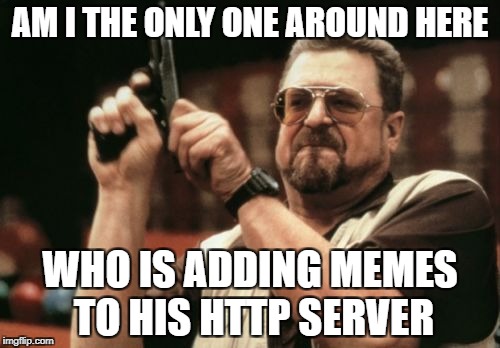 AM I THE ONLY ONE AROUND HERE
WHO IS ADDING MEMES
TO HIS HTTP SERVER
imgflip.com